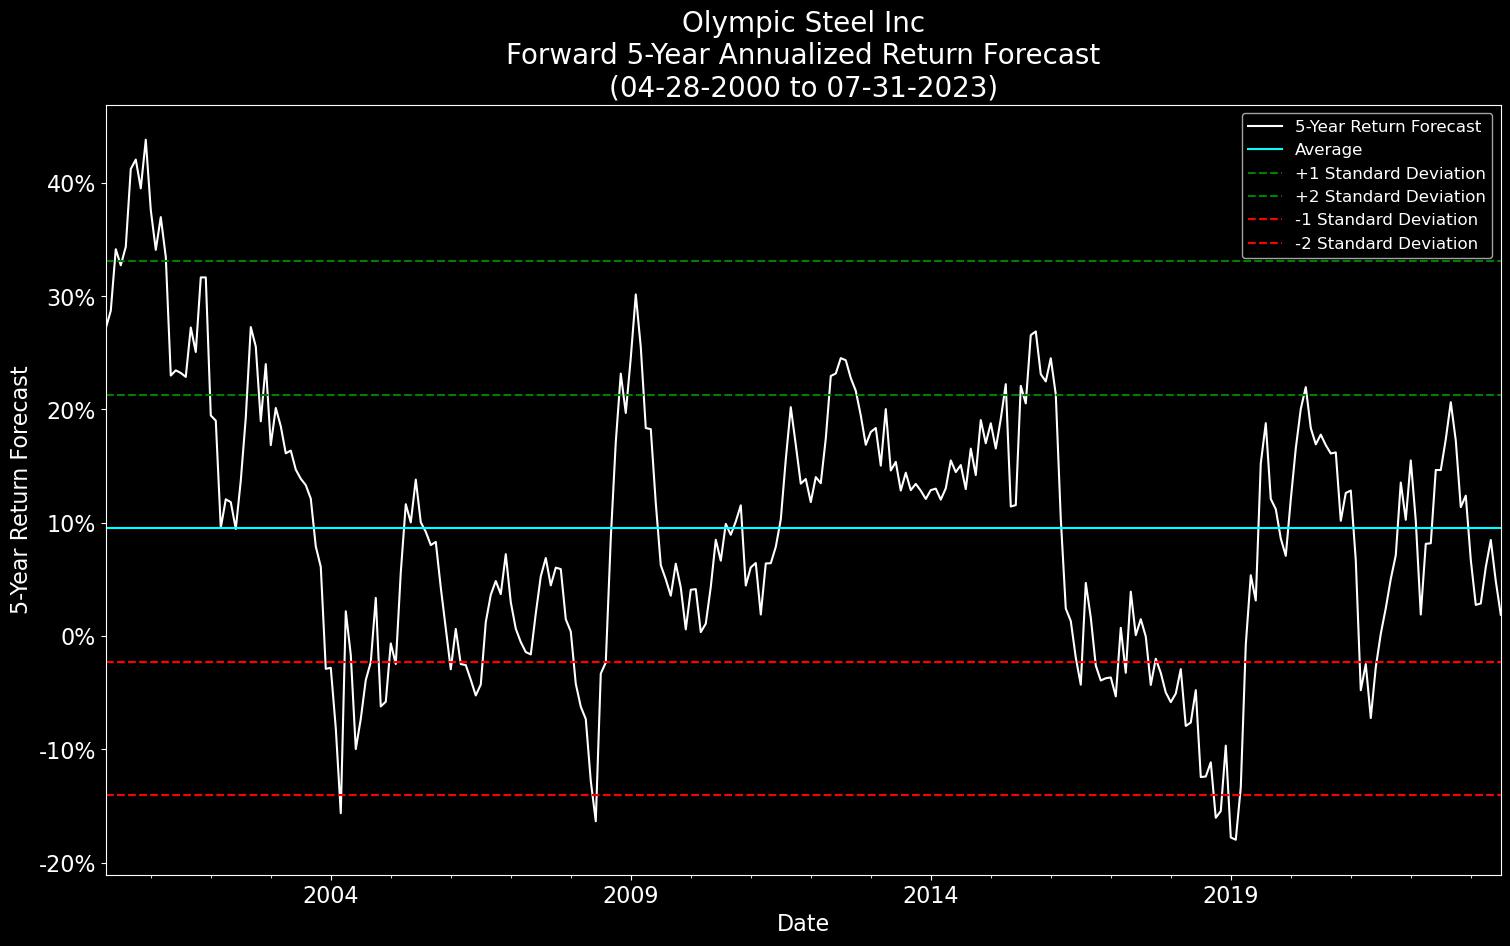 Olympic Steel Inc
Forward 5-Year Annualized Return Forecast
(04-28-2000 to 07-31-2023)
5-Year Return Forecast
Average
+1 Standard Deviation
+2 Standard Deviation
-1 Standard Deviation
-2 Standard Deviation
5-Year Return Forecast
40%
30%
20%
10%
0%
-10%
-20%
2004
2009
2014
2019
Date